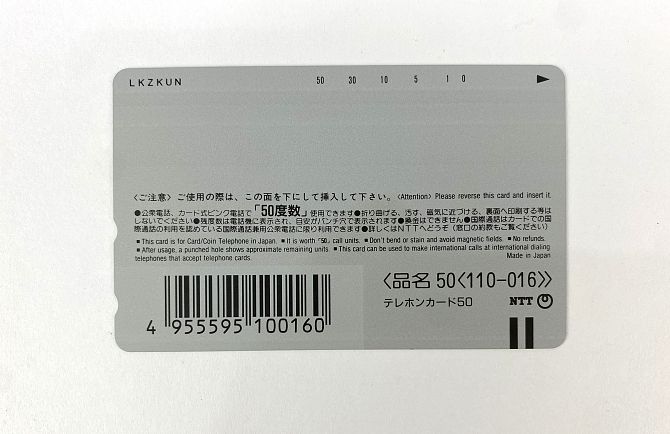 LKZKUN 50 30 10 5 1 0
〈ご注意〉ご使用の際は、この面を下にして挿入して下さい。〈Attention〉Please reverse this card and insert it.
●公衆電話、カード式ピンク電話で「50度数」使用できます●折り曲げる、汚す、磁気に近づける、裏面へ印刷する等は
しないでください●残度数は電話機に表示され、目安がパンチ穴で表示されます●換金はできません●国際通話はカードでの国
際通話の利用を認めている国際通話兼用公衆電話に限り利用できます●詳しくはNTTへどうぞ（窓口の約款もご覧ください）
■This card is for Card/Coin Telephone in Japan. ■It is worth「50」call units. ■Don't bend or stain and avoid magnetic fields. ■No refunds.
■After usage, a punched hole shows approximate remaining units. ■This card can be used to make international calls at international dialing
telephones that accept telephone cards. Made in Japan
〈品名 50〈110-016〉〉
テレホンカード50 NTT
4 955595 100160